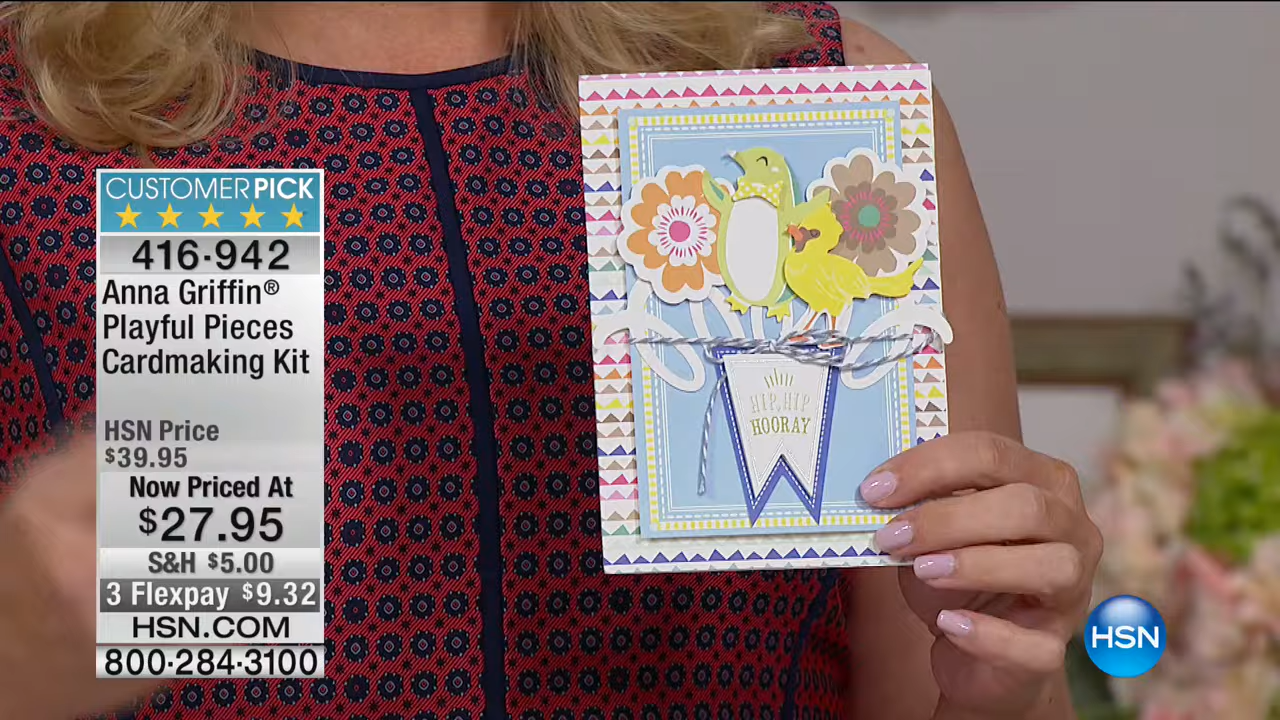 CUSTOMER PICK
416-942
Anna Griffin®
Playful Pieces
Cardmaking Kit
HSN Price
$39.95
Now Priced At
$27.95
S&H $5.00
3 Flexpay $9.32
HSN.COM
800-284-3100
HIP, HIP
HOORAY
HSN